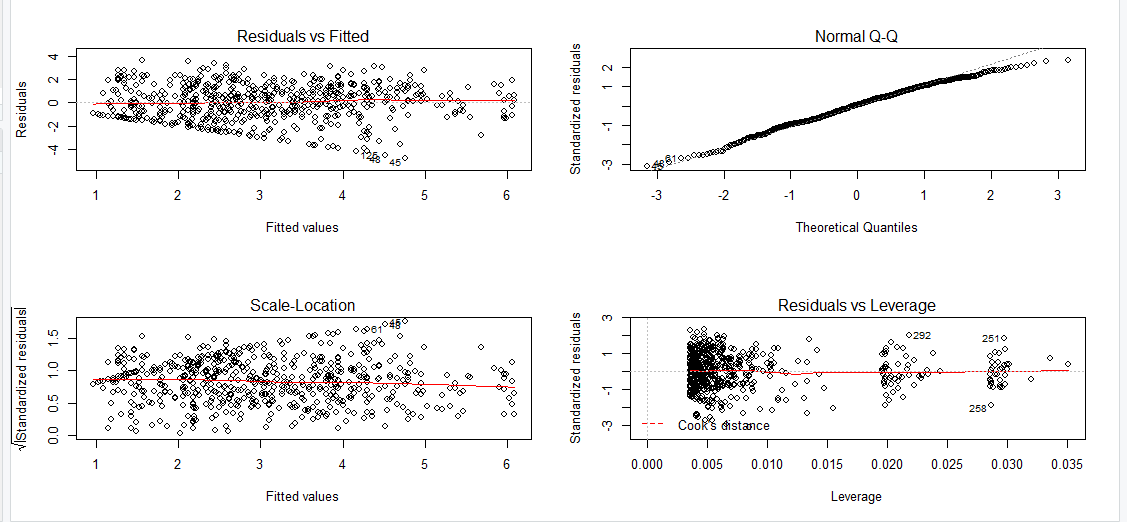 Residuals vs Fitted
Residuals
4
2
0
-2
-4
125
48
45
1 2 3 4 5 6
Fitted values
Normal Q-Q
Standardized residuals
2
1
-1
-3
61
-3 -2 -1 0 1 2 3
Theoretical Quantiles
Scale-Location
√|Standardized residuals|
1.5
1.0
0.5
0.0
61
1 2 3 4 5 6
Fitted values
Residuals vs Leverage
Standardized residuals
3
1
-1
-3
292
251
258
Cook's distance
0.000 0.005 0.010 0.015 0.020 0.025 0.030 0.035
Leverage